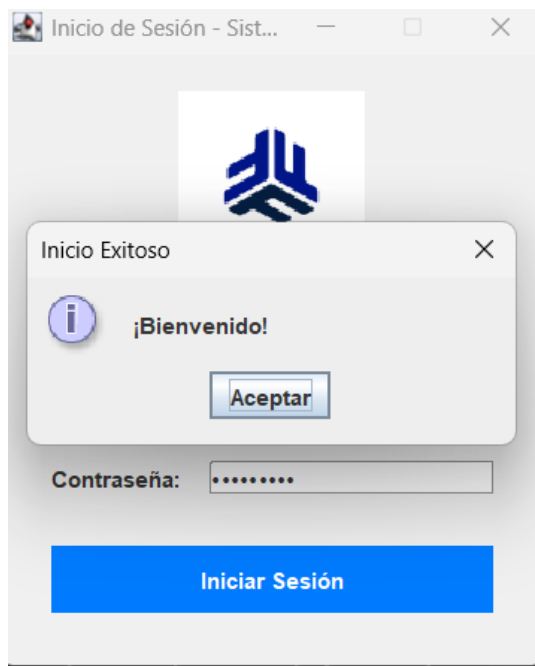 Inicio de Sesión - Sist...
Inicio Exitoso
¡Bienvenido!
Aceptar
Contraseña: •••••••••
Iniciar Sesión